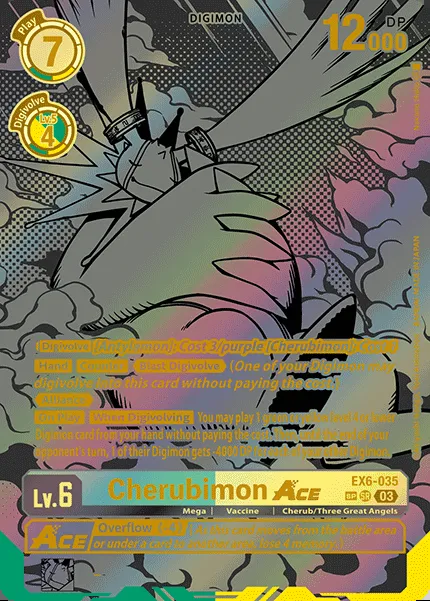 DIGIMON
Play
7
DP
12000
Digivolve
Lv.5
4
Digivolve : Cost 3/purple [Cherubimon]:
Hand Counter Blast Digivolve (One of your Digimon may
digivolve into this card without paying the cost.)
Alliance
On Play When Digivolving You may play 1 green or yellow level 4 or lower
Digimon card from your hand without paying the cost. Then, until the end of your
opponent's turn, 1 of their Digimon gets -4000 DP for each of your other Digimon.
Lv.6
Cherubimon ACE
EX6-035
SR 03
Mega | Vaccine | Cherub/Three Great Angels
ACE Overflow (As this card moves from the battle area
or under a card to another area, lose 4 memory.)